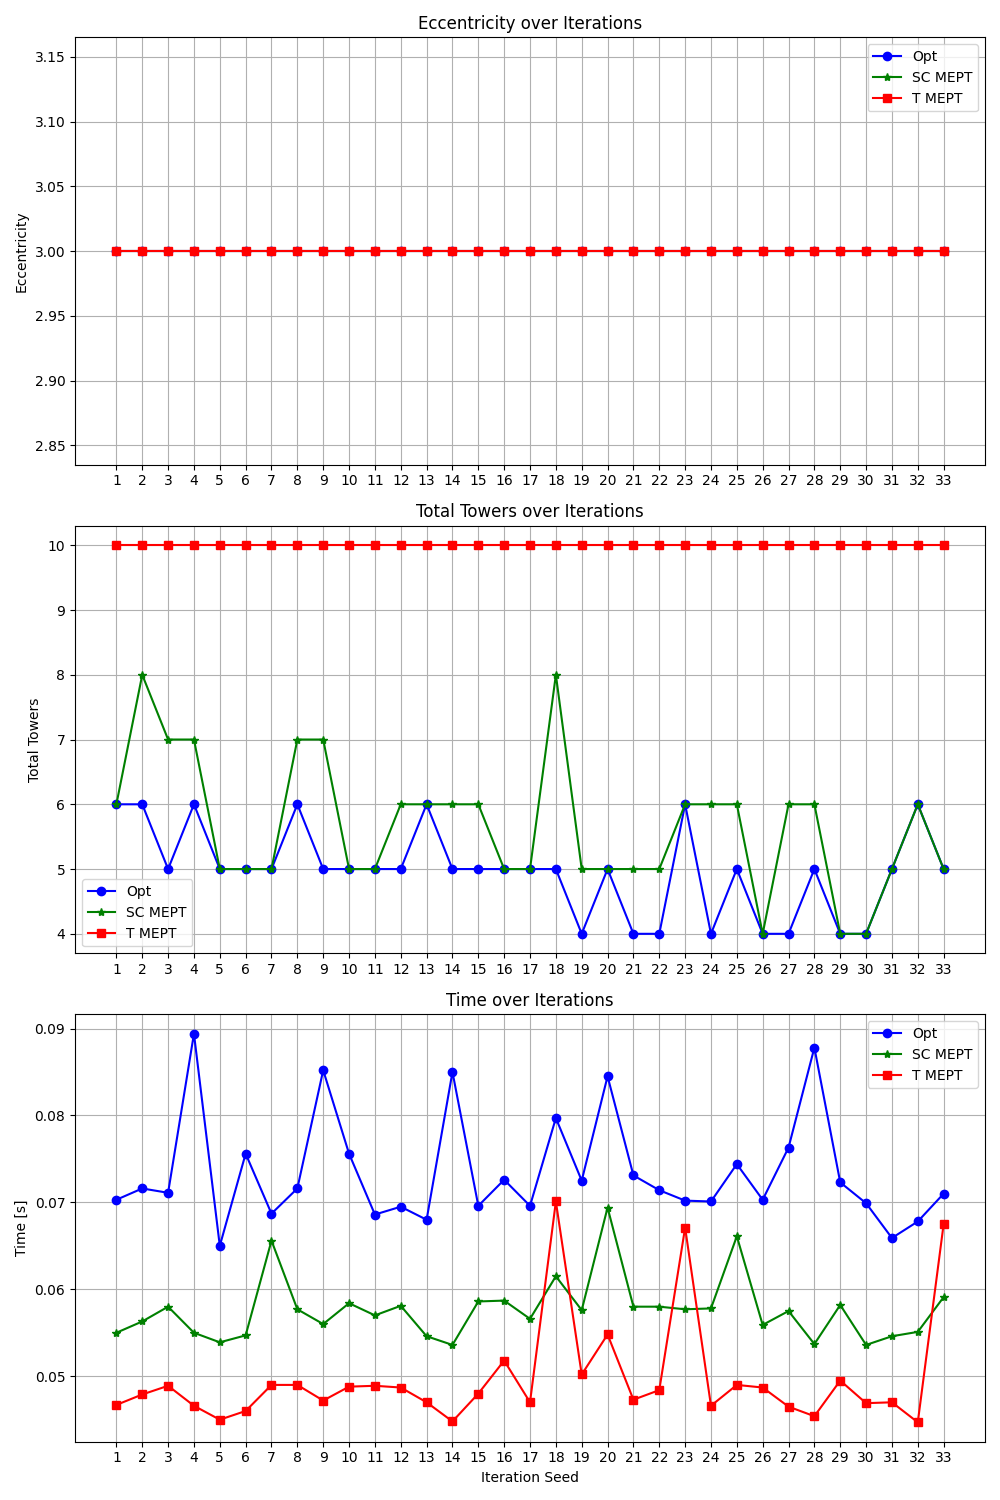 Eccentricity over Iterations
3.15
3.10
3.05
3.00
2.95
2.90
2.85
Eccentricity
Opt
SC MEPT
T MEPT
1 2 3 4 5 6 7 8 9 10 11 12 13 14 15 16 17 18 19 20 21 22 23 24 25 26 27 28 29 30 31 32 33
Total Towers over Iterations
10
9
8
7
6
5
4
Total Towers
Opt
SC MEPT
T MEPT
1 2 3 4 5 6 7 8 9 10 11 12 13 14 15 16 17 18 19 20 21 22 23 24 25 26 27 28 29 30 31 32 33
Time over Iterations
0.09
0.08
0.07
0.06
0.05
Time [s]
Opt
SC MEPT
T MEPT
1 2 3 4 5 6 7 8 9 10 11 12 13 14 15 16 17 18 19 20 21 22 23 24 25 26 27 28 29 30 31 32 33
Iteration Seed